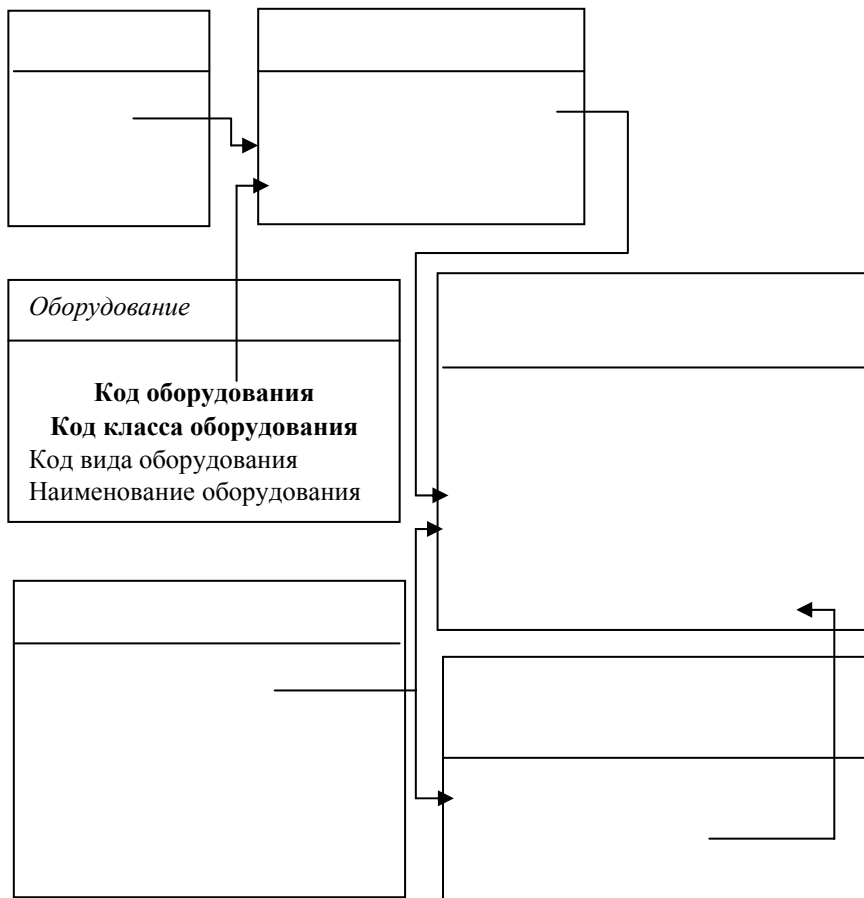 Оборудование
Код оборудования
Код класса оборудования
Код вида оборудования
Наименование оборудования